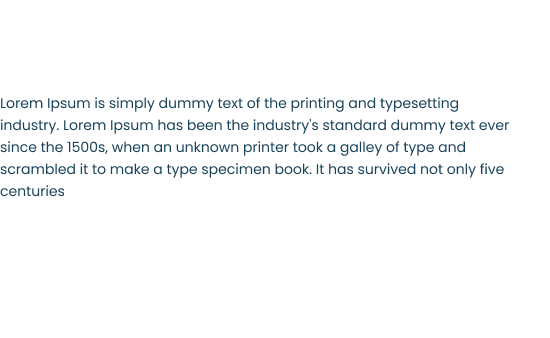 Lorem Ipsum is simply dummy text of the printing and typesetting
industry. Lorem Ipsum has been the industry's standard dummy text ever
since the 1500s, when an unknown printer took a galley of type and
scrambled it to make a type specimen book. It has survived not only five
centuries